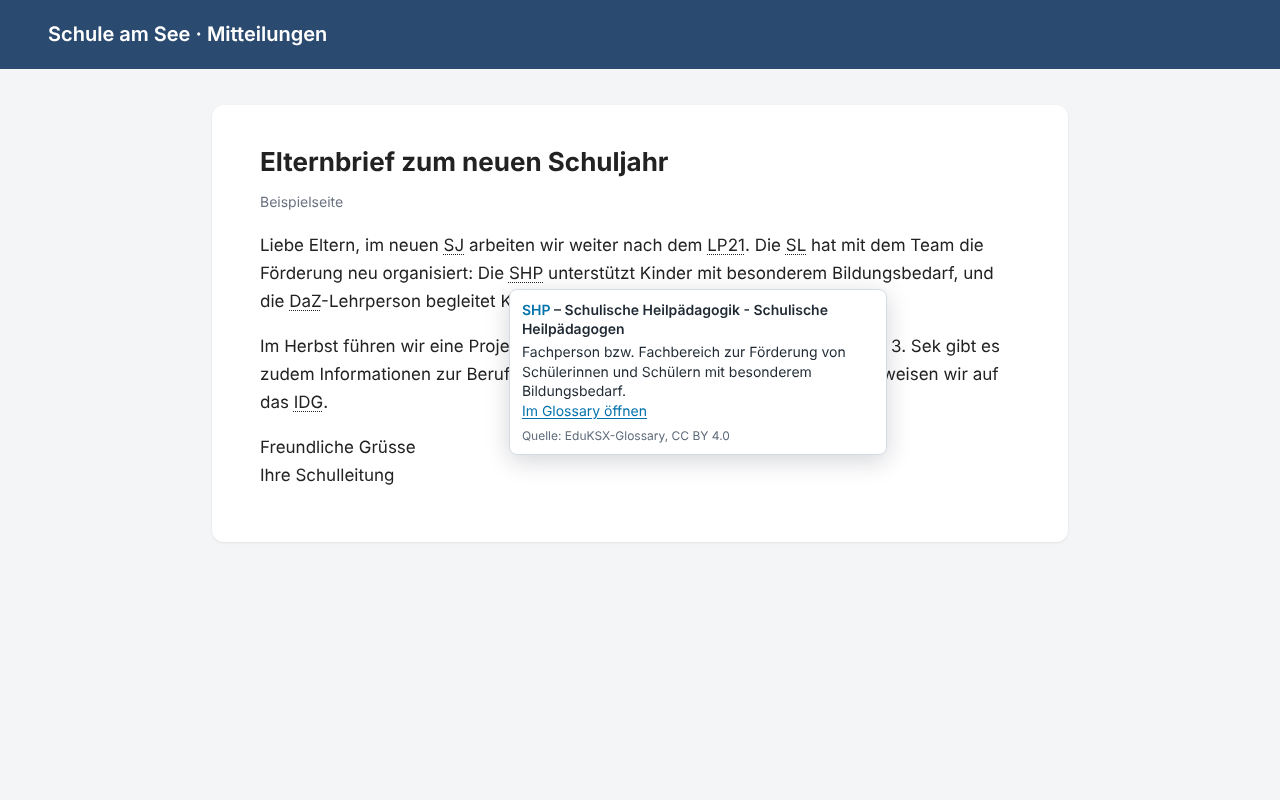 Schule am See · Mitteilungen
Elternbrief zum neuen Schuljahr
Beispielseite
Liebe Eltern, im neuen SJ arbeiten wir weiter nach dem LP21. Die SL hat mit dem Team die
Förderung neu organisiert: Die SHP unterstützt Kinder mit besonderem Bildungsbedarf, und
die DaZ-Lehrperson begleitet
SHP – Schulische Heilpädagogik - Schulische
Heilpädagogen
Fachperson bzw. Fachbereich zur Förderung von
Schülerinnen und Schülern mit besonderem
Bildungsbedarf.
Im Glossary öffnen
Quelle: EduKSX-Glossary, CC BY 4.0
Im Herbst führen wir eine 3. Sek gibt es
zudem Informationen zur weisen wir auf
das IDG.
Freundliche Grüsse
Ihre Schulleitung